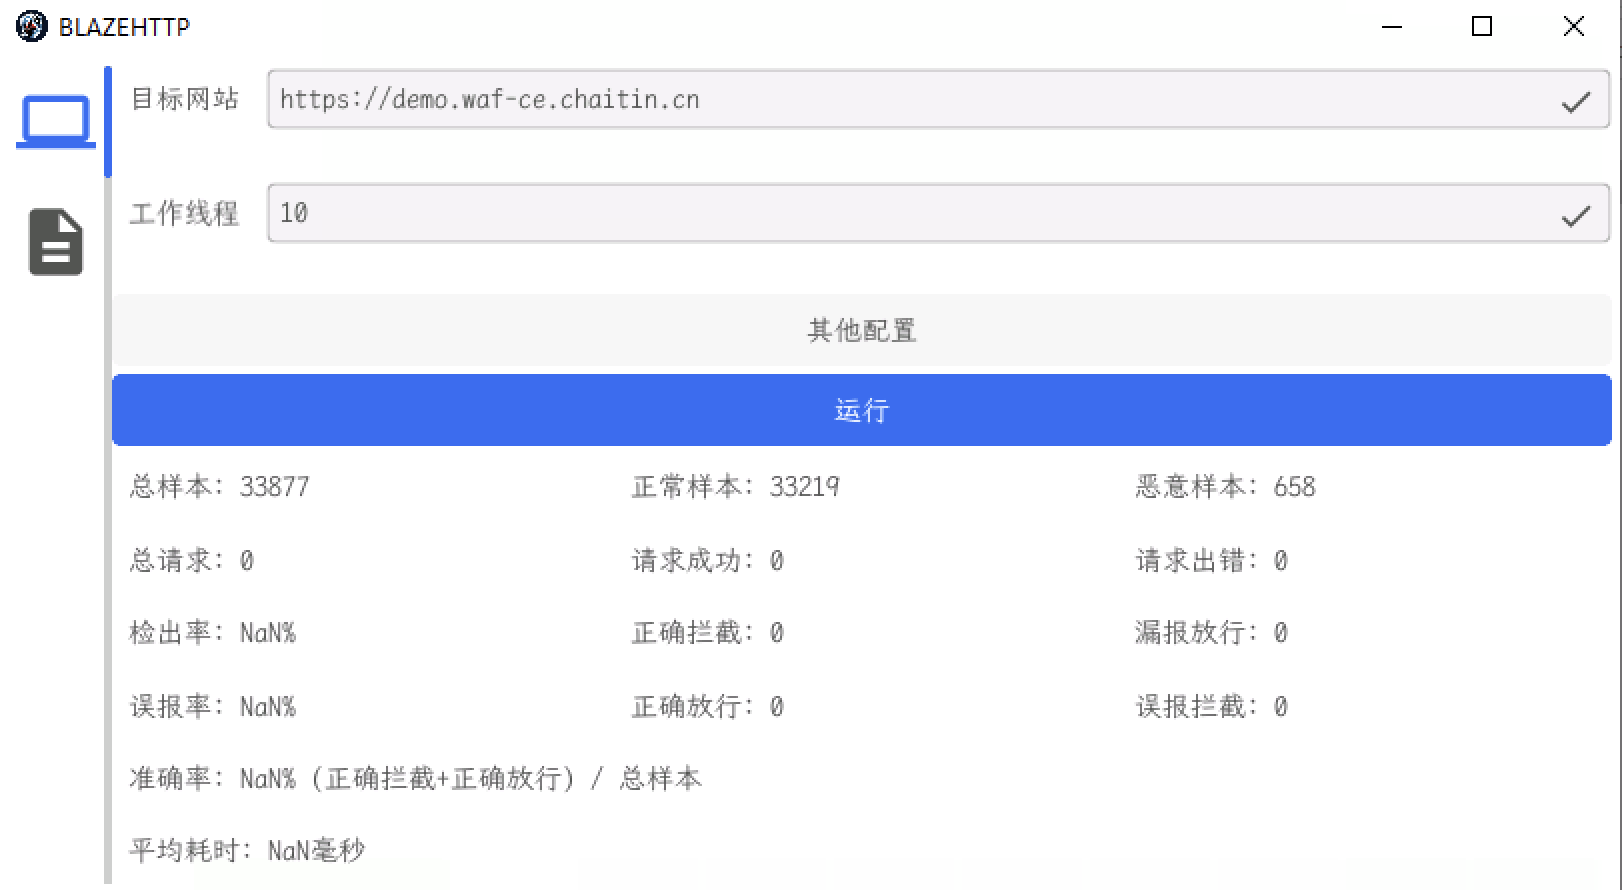 BLAZEHTTP
目标网站 https://demo.waf-ce.chaitin.cn
工作线程 10
其他配置
运行
总样本: 33877 正常样本: 33219 恶意样本: 658
总请求: 0 请求成功: 0 请求出错: 0
检出率: NaN% 正确拦截: 0 漏报放行: 0
误报率: NaN% 正确放行: 0 误报拦截: 0
准确率: NaN% (正确拦截+正确放行) / 总样本
平均耗时: NaN毫秒